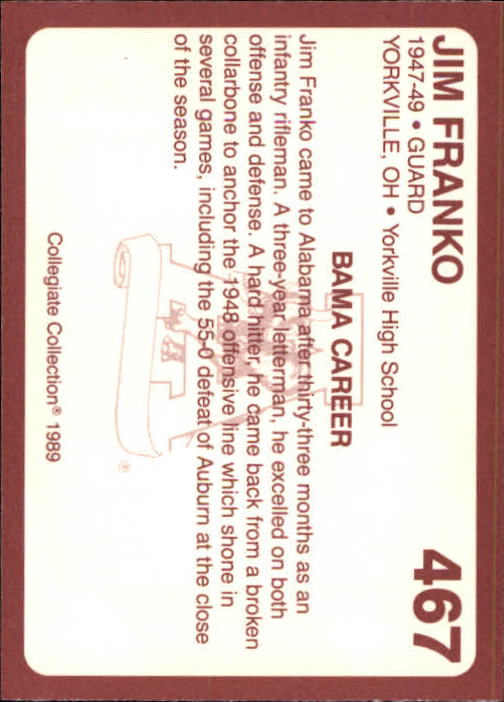 JIM FRANKO 467
1947-49 • GUARD
YORKVILLE, OH • Yorkville High School
BAMA CAREER
Jim Franko came to Alabama after thirty-three months as an
infantry rifleman. A three-year letterman, he excelled on both
offense and defense. A hard hitter, he came back from a broken
collarbone to anchor the 1948 offensive line which shone in
several games, including the 55-0 defeat of Auburn at the close
of the season.
®
Collegiate Collection® 1989